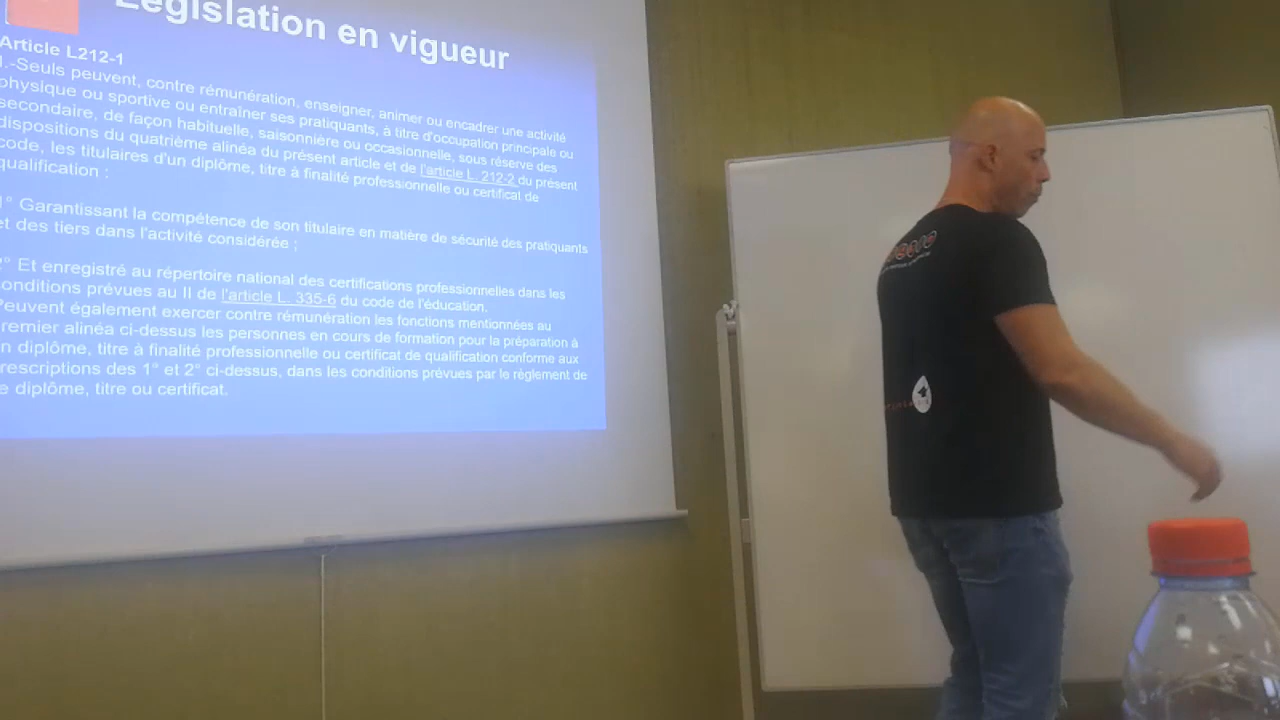 Législation en vigueur
Article L212-1
I.-Seuls peuvent, contre rémunération, enseigner, animer ou encadrer une activité
physique ou sportive ou entraîner ses pratiquants, à titre d'occupation principale ou
secondaire, de façon habituelle, saisonnière ou occasionnelle, sous réserve des
dispositions du quatrième alinéa du présent article et de l'article L. 212-2 du présent
code, les titulaires d'un diplôme, titre à finalité professionnelle ou certificat de
qualification :
1° Garantissant la compétence de son titulaire en matière de sécurité des pratiquants
et des tiers dans l'activité considérée ;
2° Et enregistré au répertoire national des certifications professionnelles dans les
conditions prévues au II de l'article L. 335-6 du code de l'éducation.
Peuvent également exercer contre rémunération les fonctions mentionnées au
premier alinéa ci-dessus les personnes en cours de formation pour la préparation à
n diplôme, titre à finalité professionnelle ou certificat de qualification conforme aux
rescriptions des 1° et 2° ci-dessus, dans les conditions prévues par le règlement de
e diplôme, titre ou certificat.